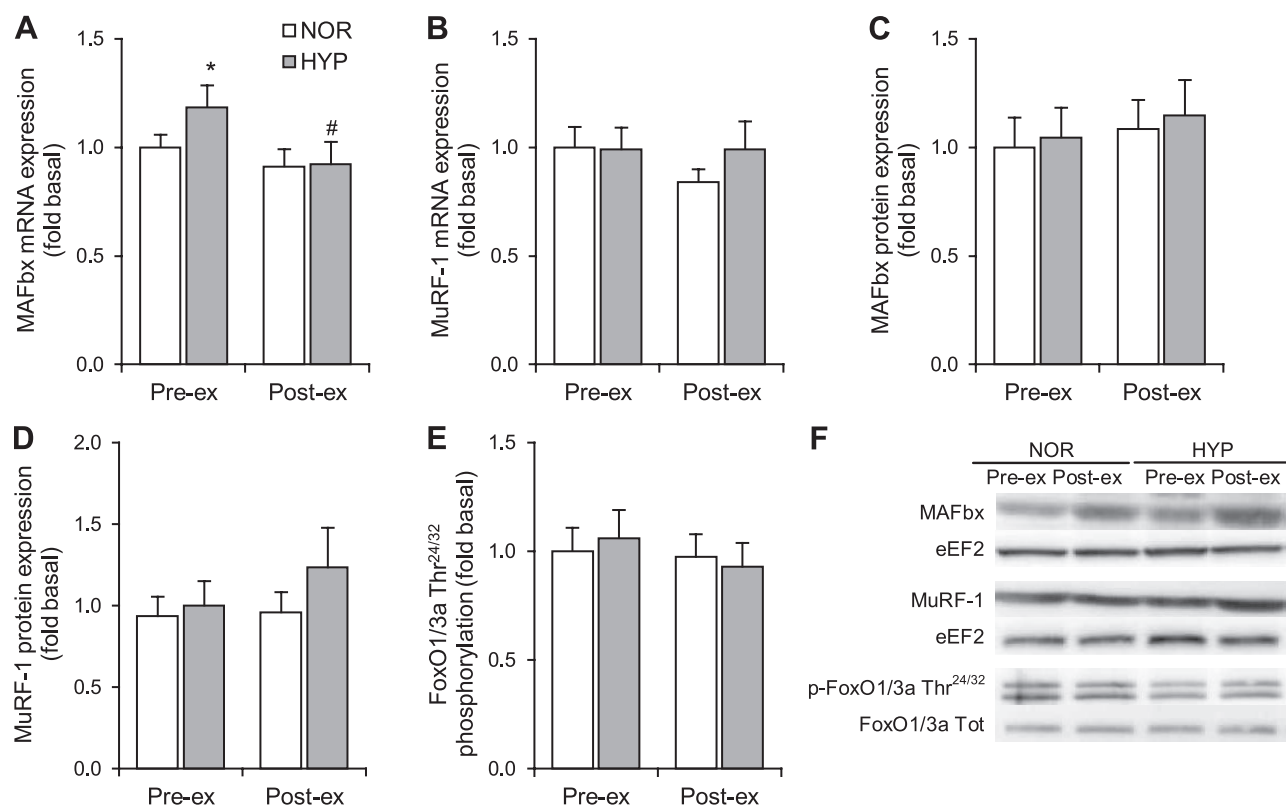 A
MAFbx mRNA expression
(fold basal)
1.5
1.0
0.5
0.0
NOR
HYP
*
#
Pre-ex Post-ex
B
MuRF-1 mRNA expression
(fold basal)
1.5
1.0
0.5
0.0
Pre-ex Post-ex
C
MAFbx protein expression
(fold basal)
1.5
1.0
0.5
0.0
Pre-ex Post-ex
D
MuRF-1 protein expression
(fold basal)
2.0
1.5
1.0
0.5
0.0
Pre-ex Post-ex
E
FoxO1/3a Thr24/32
phosphorylation (fold basal)
1.5
1.0
0.5
0.0
Pre-ex Post-ex
F
NOR HYP
Pre-ex Post-ex Pre-ex Post-ex
MAFbx
eEF2
MuRF-1
eEF2
p-FoxO1/3a Thr24/32
FoxO1/3a Tot